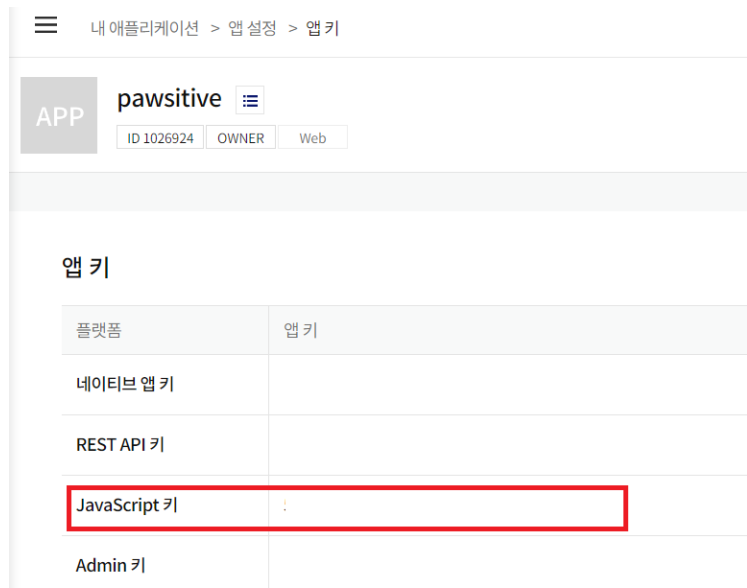 내 애플리케이션 > 앱 설정 > 앱 키
APP
pawsitive
ID 1026924 OWNER Web
앱 키
플랫폼 앱 키
네이티브 앱 키
REST API 키
JavaScript 키
Admin 키